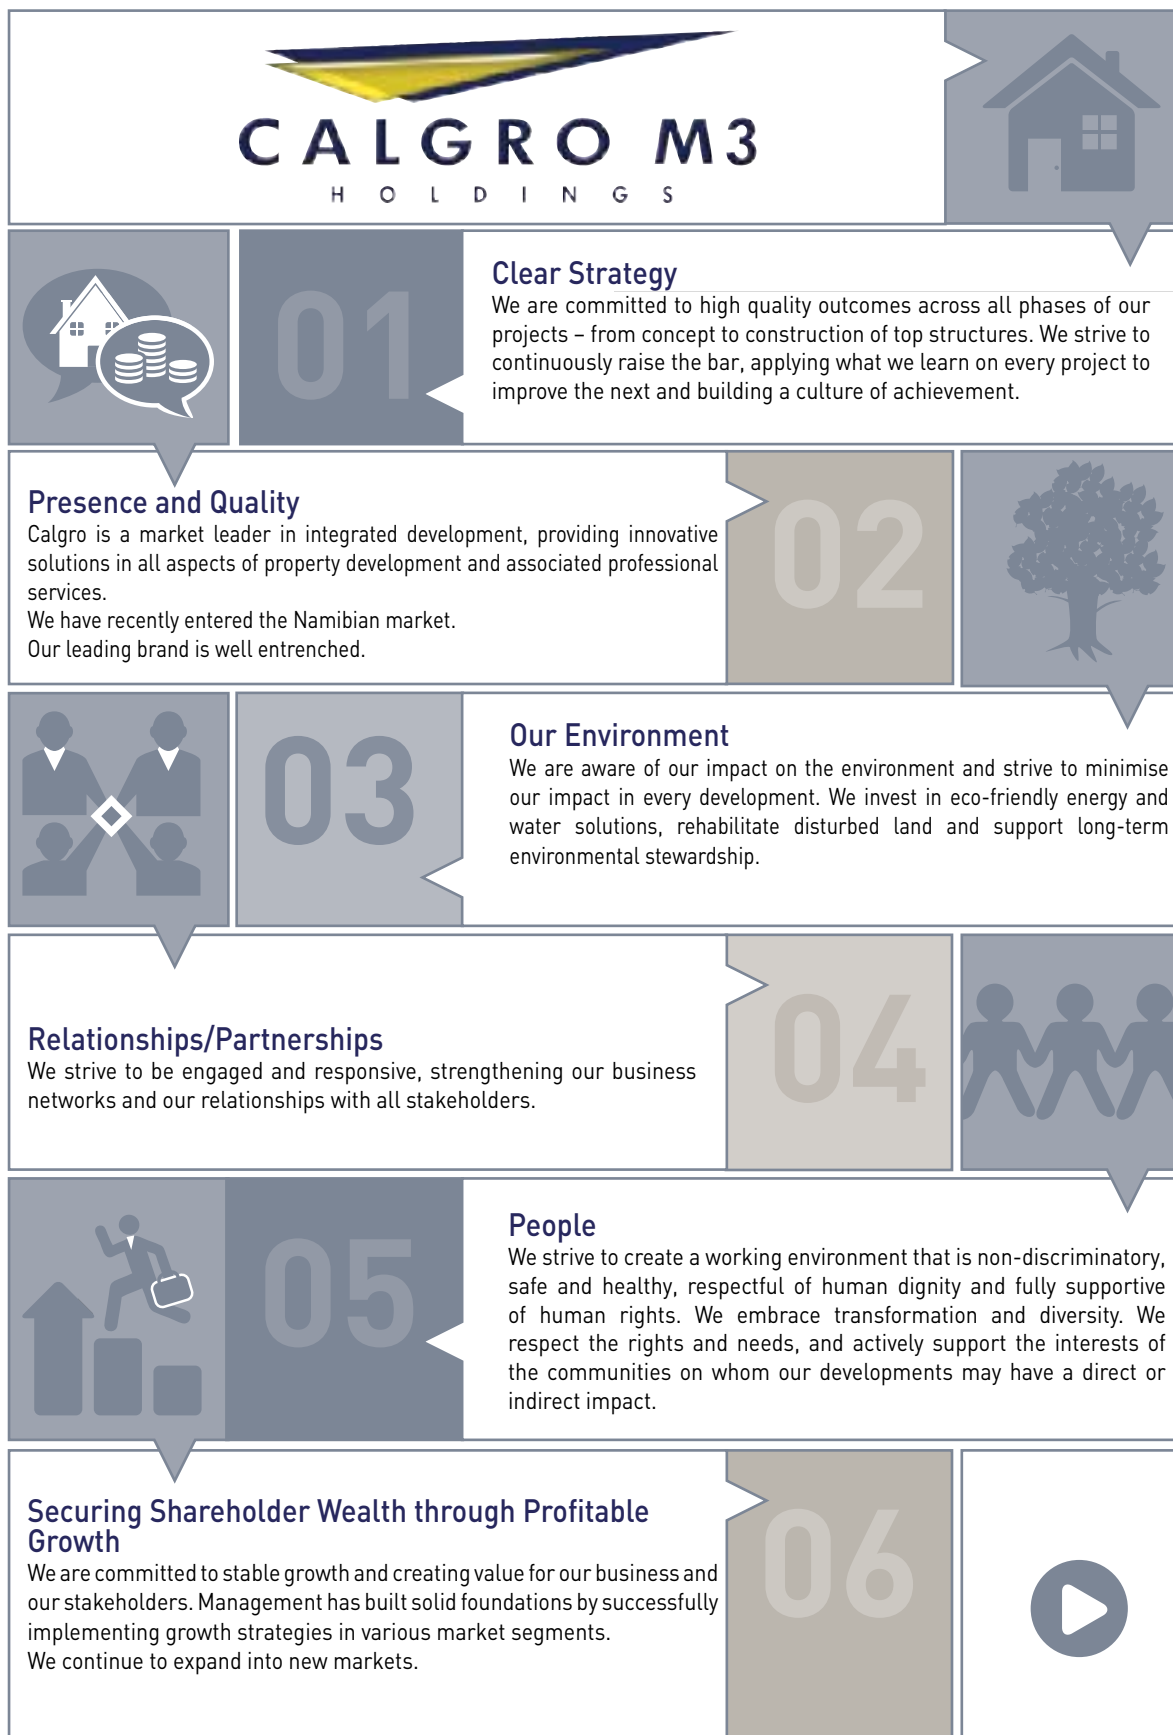 CALGRO M3
HOLDINGS
01
Clear Strategy
We are committed to high quality outcomes across all phases of our
projects – from concept to construction of top structures. We strive to
continuously raise the bar, applying what we learn on every project to
improve the next and building a culture of achievement.
Presence and Quality
Calgro is a market leader in integrated development, providing innovative
solutions in all aspects of property development and associated professional
services.
We have recently entered the Namibian market.
Our leading brand is well entrenched.
02
03
Our Environment
We are aware of our impact on the environment and strive to minimise
our impact in every development. We invest in eco-friendly energy and
water solutions, rehabilitate disturbed land and support long-term
environmental stewardship.
Relationships/Partnerships
We strive to be engaged and responsive, strengthening our business
networks and our relationships with all stakeholders.
04
05
People
We strive to create a working environment that is non-discriminatory,
safe and healthy, respectful of human dignity and fully supportive
of human rights. We embrace transformation and diversity. We
respect the rights and needs, and actively support the interests of
the communities on whom our developments may have a direct or
indirect impact.
Securing Shareholder Wealth through Profitable
Growth
We are committed to stable growth and creating value for our business and
our stakeholders. Management has built solid foundations by successfully
implementing growth strategies in various market segments.
We continue to expand into new markets.
06